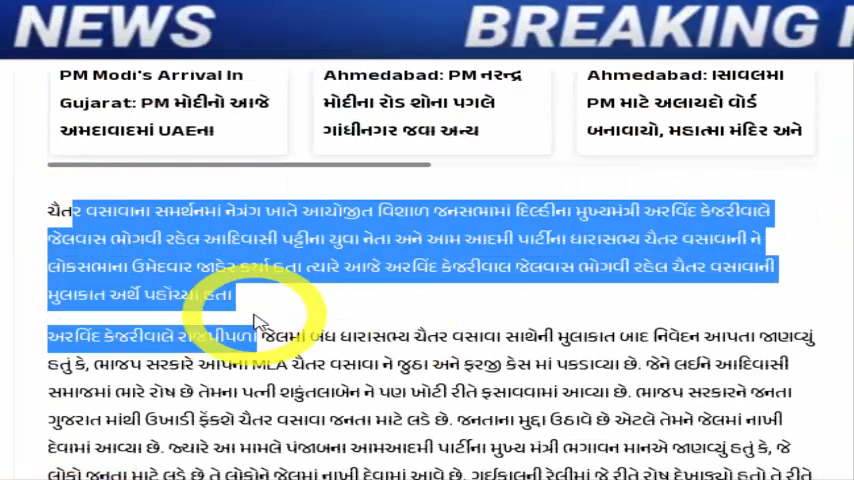 NEWS BREAKING
PM Modi's Arrival In
Gujarat: PM મોદીનો આજે
અમદાવાદમાં UAEના
Ahmedabad: PM નરેન્દ્ર
મોદીના રોડ શોના પગલે
ગાંધીનગર જવા અન્ય
Ahmedabad: સિવિલમાં
PM માટે અલાયદો વોર્ડ
બનાવાયો, મહાત્મા મંદિર અને
ચૈતર વસાવાના સમર્થનમાં નેત્રંગ ખાતે આયોજીત વિશાળ જનસભામાં દિલ્હીના મુખ્યમંત્રી અરવિંદ કેજરીવાલે
જેલવાસ ભોગવી રહેલ આદિવાસી પટ્ટીના યુવા નેતા અને આમ આદમી પાર્ટીના ધારાસભ્ય ચૈતર વસાવાની ને
લોકસભાના ઉમેદવાર જાહેર કર્યા હતા ત્યારે આજે અરવિંદ કેજરીવાલ જેલવાસ ભોગવી રહેલ ચૈતર વસાવાની
મુલાકાત અર્થે પહોંચ્યા હતા
અરવિંદ કેજરીવાલે રાજપીપળા જેલમાં બંધ ધારાસભ્ય ચૈતર વસાવા સાથેની મુલાકાત બાદ નિવેદન આપતા જાણવ્યું
હતું કે, ભાજપ સરકારે આપના MLA ચૈતર વસાવા ને જુઠા અને ફરજી કેસ માં પકડાવ્યા છે. જેને લઈને આદિવાસી
સમાજમાં ભારે રોષ છે તેમના પત્ની શકુંતલાબેન ને પણ ખોટી રીતે ફસાવવામાં આવ્યા છે. ભાજપ સરકારને જનતા
ગુજરાત માંથી ઉખાડી ફેંકશે ચૈતર વસાવા જનતા માટે લડે છે. જનતાના મુદ્દા ઉઠાવે છે એટલે તેમને જેલમાં નાખી
દેવામાં આવ્યા છે. જ્યારે આ મામલે પંજાબના આમઆદમી પાર્ટીના મુખ્ય મંત્રી ભગાવન માનએ જાણવ્યું હતું કે, જે
લોકો જનતા માટે લડે છે તે લોકોને જેલમાં નાખી દેવામાં આવે છે. ગઈકાલની રેલીમાં જે રીતે રોષ દેખાક્યો હતો તે રીતે